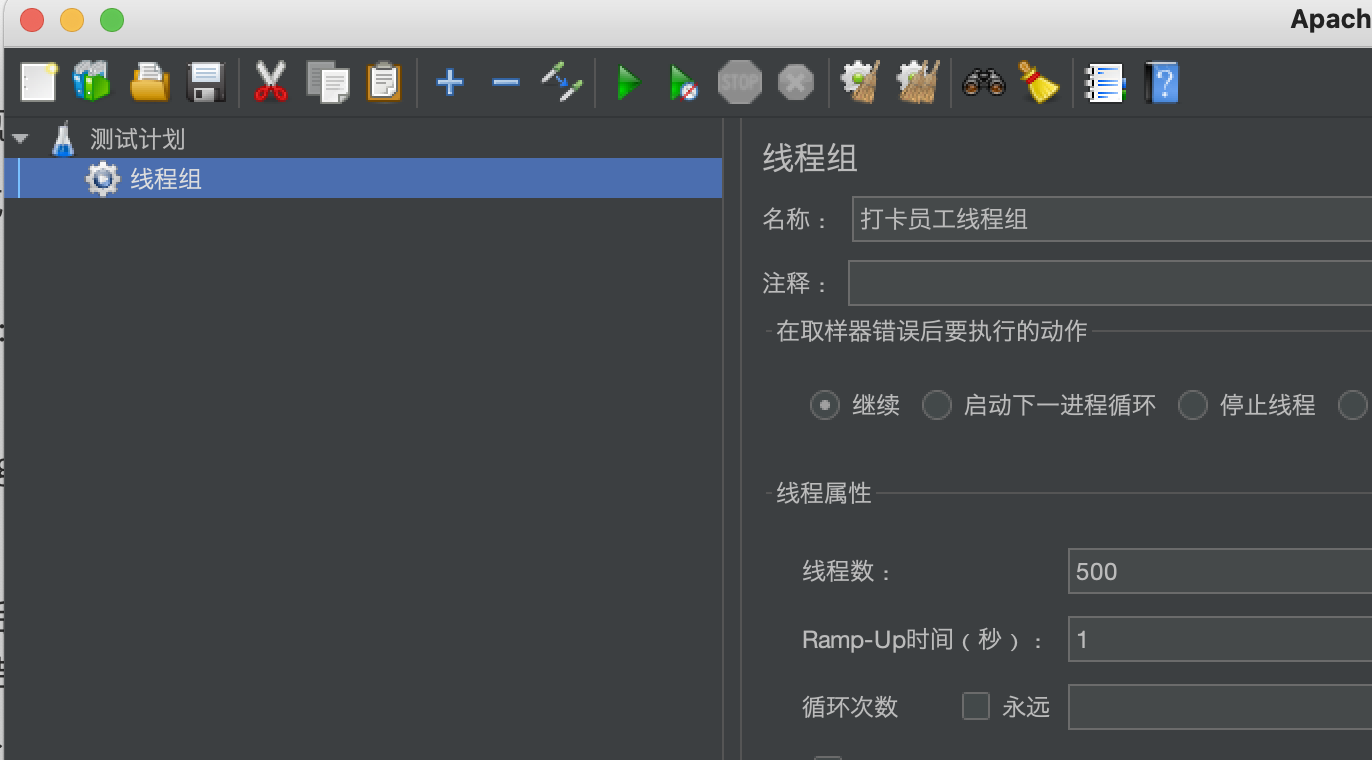 Apach
STOP
测试计划
线程组
线程组
名称：
打卡员工线程组
注释：
在取样器错误后要执行的动作
继续
启动下一进程循环
停止线程
线程属性
线程数：
500
Ramp-Up时间（秒）：
1
循环次数
永远